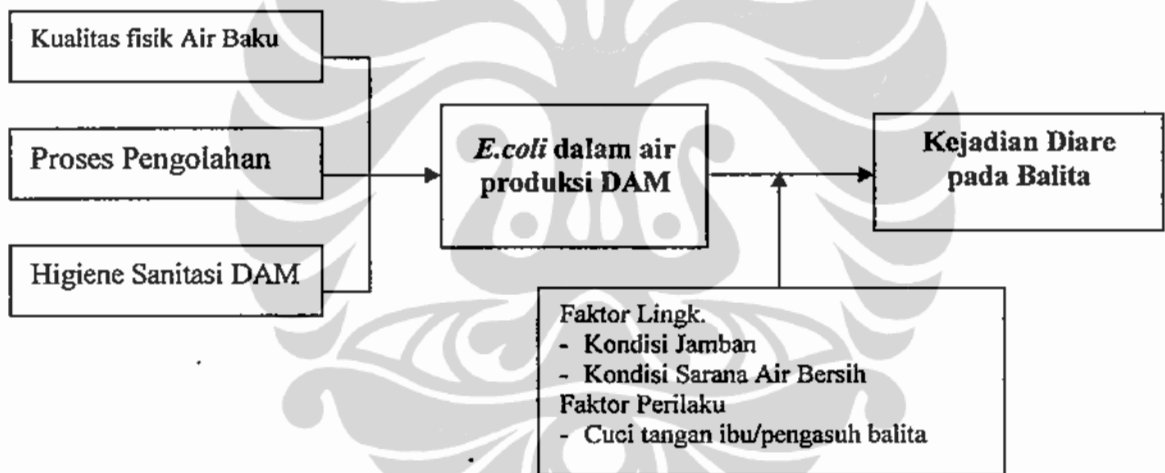 Kualitas fisik Air Baku
Proses Pengolahan
Higiene Sanitasi DAM
E.coli dalam air
produksi DAM
Kejadian Diare
pada Balita
Faktor Lingk.
- Kondisi Jamban
- Kondisi Sarana Air Bersih
Faktor Perilaku
- Cuci tangan ibu/pengasuh balita